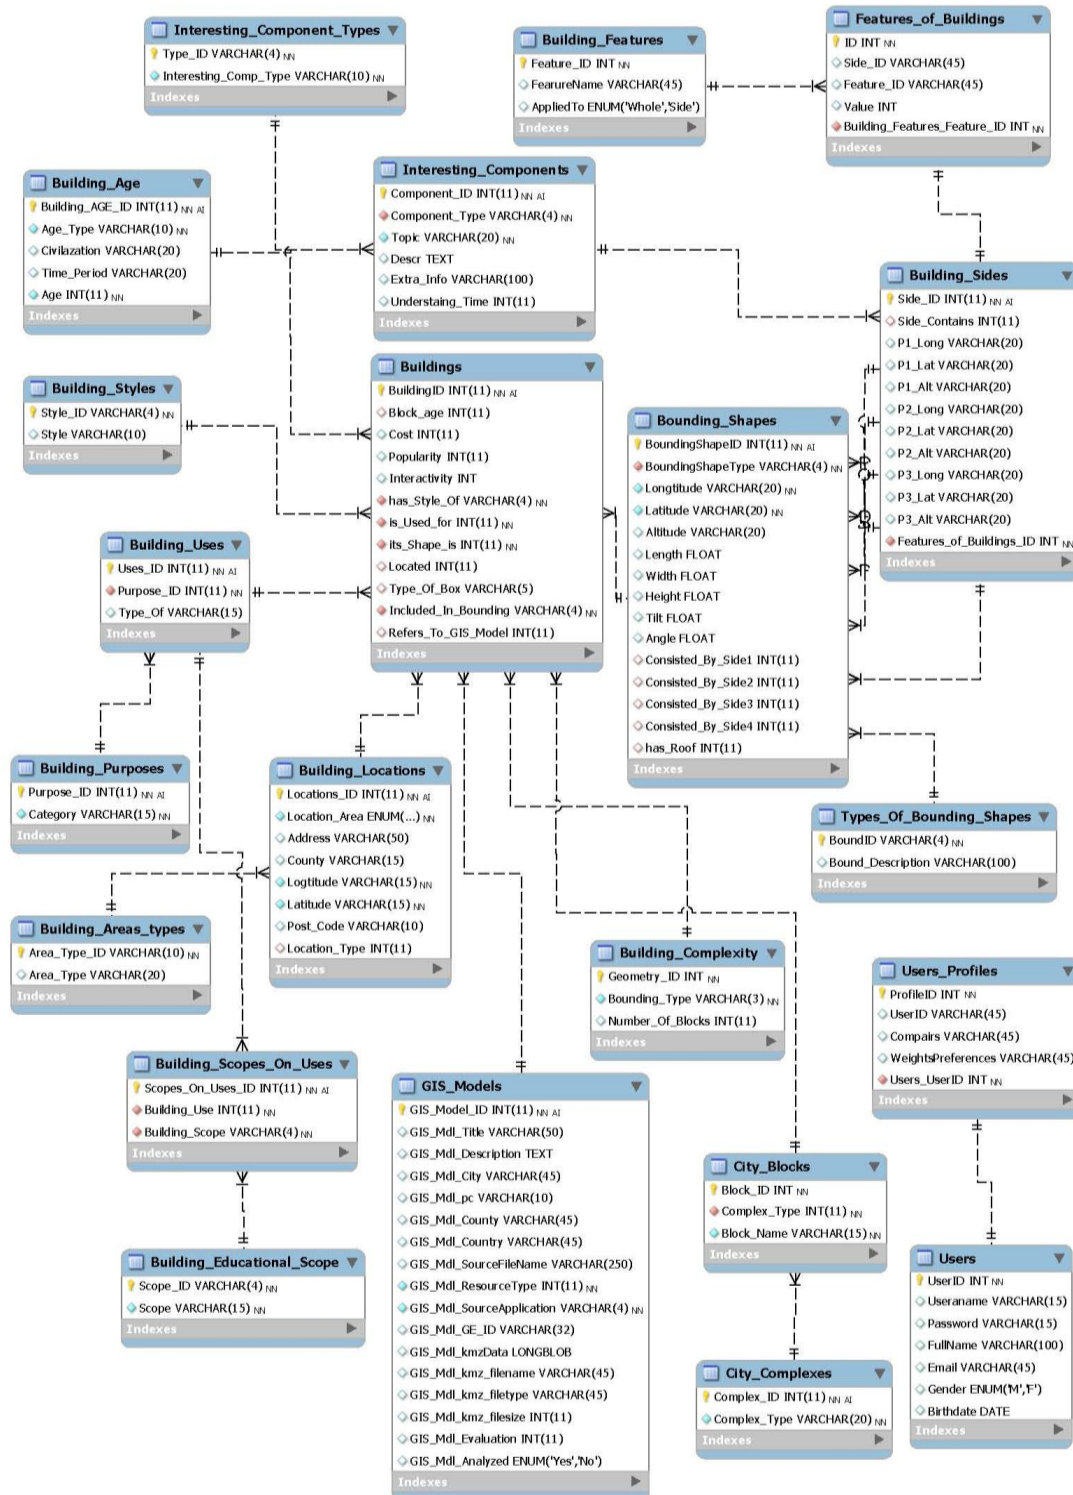 Interesting_Component_Types
Type_ID VARCHAR(4) NN
Interesting_Comp_Type VARCHAR(10) NN
Indexes
Building_Features
Feature_ID INT NN
FearureName VARCHAR(45)
AppliedTo ENUM('Whole','Side')
Indexes
Features_of_Buildings
ID INT NN
Side_ID VARCHAR(45)
Feature_ID VARCHAR(45)
Value INT
Building_Features_Feature_ID INT NN
Indexes
Building_Age
Building_AGE_ID INT(11) NN AI
Age_Type VARCHAR(10) NN
Civilazation VARCHAR(20)
Time_Period VARCHAR(20)
Age INT(11) NN
Indexes
Interesting_Components
Component_ID INT(11) NN AI
Component_Type VARCHAR(4) NN
Topic VARCHAR(20) NN
Descr TEXT
Extra_Info VARCHAR(100)
Understaing_Time INT(11)
Indexes
Building_Sides
Side_ID INT(11) NN AI
Side_Contains INT(11)
P1_Long VARCHAR(20)
P1_Lat VARCHAR(20)
P1_Alt VARCHAR(20)
P2_Long VARCHAR(20)
P2_Lat VARCHAR(20)
P2_Alt VARCHAR(20)
P3_Long VARCHAR(20)
P3_Lat VARCHAR(20)
P3_Alt VARCHAR(20)
Features_of_Buildings_ID INT NN
Indexes
Building_Styles
Style_ID VARCHAR(4) NN
Style VARCHAR(10)
Indexes
Buildings
BuildingID INT(11) NN AI
Block_age INT(11)
Cost INT(11)
Popularity INT(11)
Interactivity INT
has_Style_Of VARCHAR(4) NN
is_Used_for INT(11) NN
its_Shape_is INT(11) NN
Located INT(11)
Type_Of_Box VARCHAR(5)
Included_In_Bounding VARCHAR(4) NN
Refers_To_GIS_Model INT(11)
Indexes
Bounding_Shapes
BoundingShapeID INT(11) NN AI
BoundingShapeType VARCHAR(4) NN
Longtitude VARCHAR(20) NN
Latitude VARCHAR(20) NN
Altitude VARCHAR(20)
Length FLOAT
Width FLOAT
Height FLOAT
Tilt FLOAT
Angle FLOAT
Consisted_By_Side1 INT(11)
Consisted_By_Side2 INT(11)
Consisted_By_Side3 INT(11)
Consisted_By_Side4 INT(11)
has_Roof INT(11)
Indexes
Building_Uses
Uses_ID INT(11) NN AI
Purpose_ID INT(11) NN
Type_Of VARCHAR(15)
Indexes
Building_Purposes
Purpose_ID INT(11) NN AI
Category VARCHAR(15) NN
Indexes
Building_Locations
Locations_ID INT(11) NN AI
Location_Area ENUM(...) NN
Address VARCHAR(50)
County VARCHAR(15)
Logtitude VARCHAR(15) NN
Latitude VARCHAR(15) NN
Post_Code VARCHAR(10)
Location_Type INT(11)
Indexes
Types_Of_Bounding_Shapes
BoundID VARCHAR(4) NN
Bound_Description VARCHAR(100)
Indexes
Building_Areas_types
Area_Type_ID VARCHAR(10) NN
Area_Type VARCHAR(20)
Indexes
Building_Complexity
Geometry_ID INT NN
Bounding_Type VARCHAR(3) NN
Number_Of_Blocks INT(11)
Indexes
Users_Profiles
ProfileID INT NN
UserID VARCHAR(45)
Compairs VARCHAR(45)
WeightsPreferences VARCHAR(45)
Users_UserID INT NN
Indexes
Building_Scopes_On_Uses
Scopes_On_Uses_ID INT(11) NN AI
Building_Use INT(11) NN
Building_Scope VARCHAR(4) NN
Indexes
GIS_Models
GIS_Model_ID INT(11) NN AI
GIS_Mdl_Title VARCHAR(50)
GIS_Mdl_Description TEXT
GIS_Mdl_City VARCHAR(45)
GIS_Mdl_pc VARCHAR(10)
GIS_Mdl_County VARCHAR(45)
GIS_Mdl_Country VARCHAR(45)
GIS_Mdl_SourceFileName VARCHAR(250)
GIS_Mdl_ResourceType INT(11) NN
GIS_Mdl_SourceApplication VARCHAR(4) NN
GIS_Mdl_GE_ID VARCHAR(32)
GIS_Mdl_kmzData LONGBLOB
GIS_Mdl_kmz_filename VARCHAR(45)
GIS_Mdl_kmz_filetype VARCHAR(45)
GIS_Mdl_kmz_filesize INT(11)
GIS_Mdl_Evaluation INT(11)
GIS_Mdl_Analyzed ENUM('Yes','No')
Indexes
City_Blocks
Block_ID INT NN
Complex_Type INT(11) NN
Block_Name VARCHAR(15) NN
Indexes
Building_Educational_Scope
Scope_ID VARCHAR(4) NN
Scope VARCHAR(15) NN
Indexes
Users
UserID INT NN
Useraname VARCHAR(15)
Password VARCHAR(15)
FullName VARCHAR(100)
Email VARCHAR(45)
Gender ENUM('M','F')
Birthdate DATE
Indexes
City_Complexes
Complex_ID INT(11) NN AI
Complex_Type VARCHAR(20) NN
Indexes